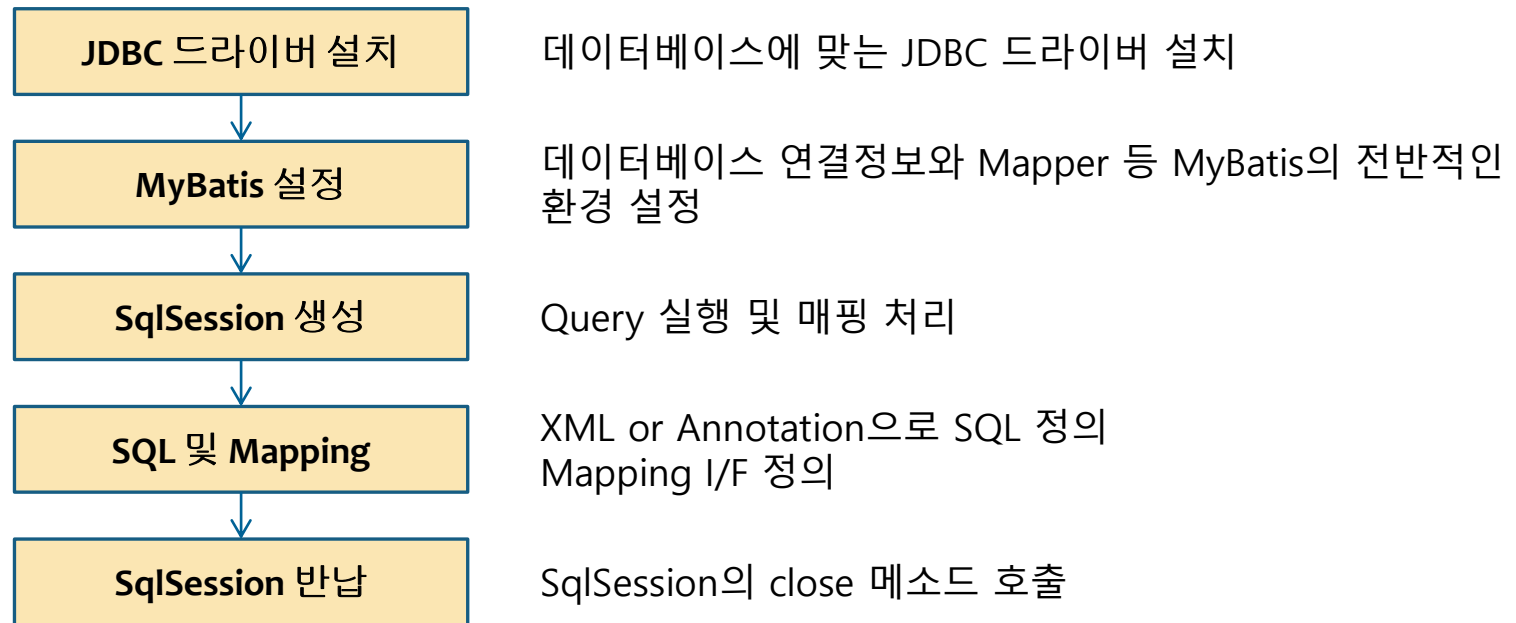 JDBC 드라이버 설치
데이터베이스에 맞는 JDBC 드라이버 설치
MyBatis 설정
데이터베이스 연결정보와 Mapper 등 MyBatis의 전반적인
환경 설정
SqlSession 생성
Query 실행 및 매핑 처리
SQL 및 Mapping
XML or Annotation으로 SQL 정의
Mapping I/F 정의
SqlSession 반납
SqlSession의 close 메소드 호출